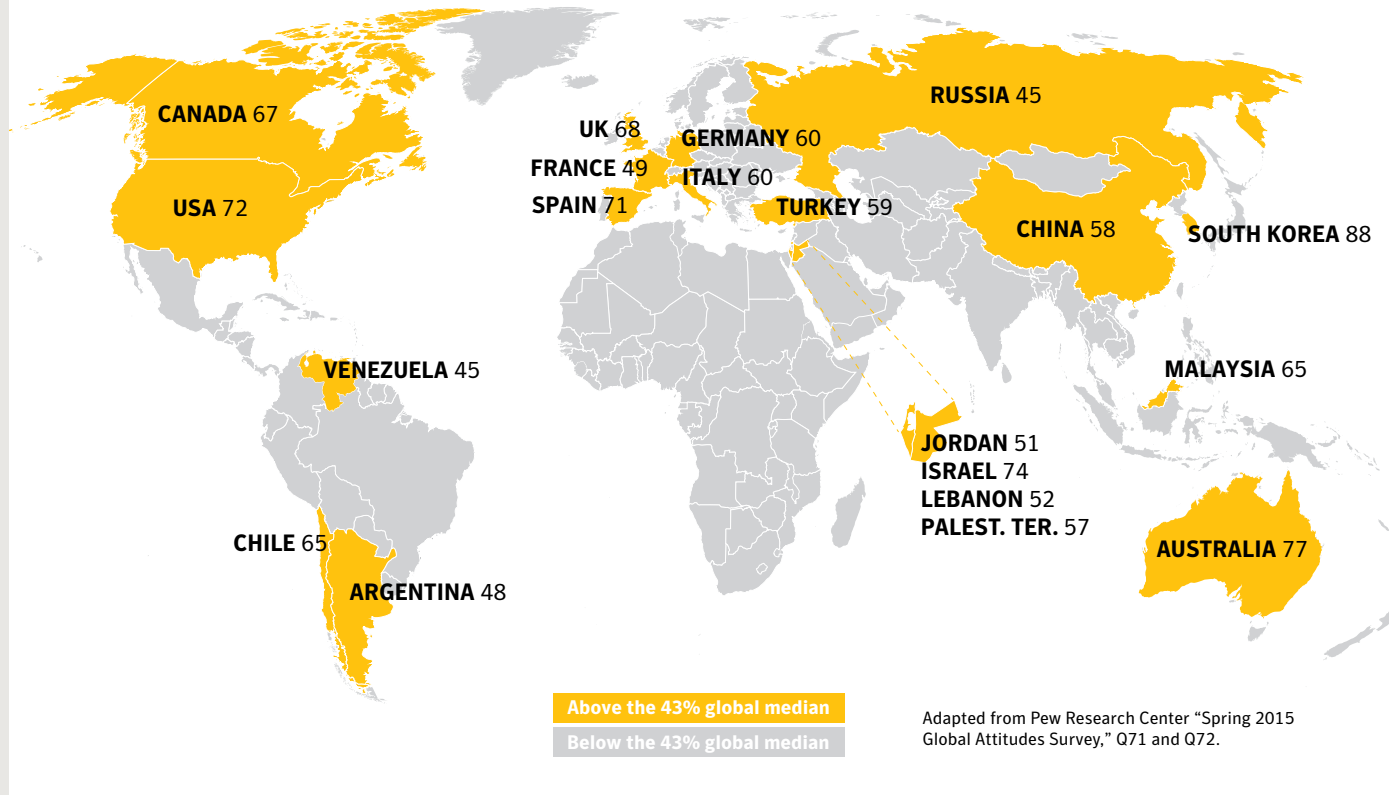 CANADA 67
USA 72
VENEZUELA 45
CHILE 65
ARGENTINA 48
UK 68
FRANCE 49
SPAIN 71
GERMANY 60
ITALY 60
TURKEY 59
RUSSIA 45
CHINA 58
SOUTH KOREA 88
MALAYSIA 65
JORDAN 51
ISRAEL 74
LEBANON 52
PALEST. TER. 57
AUSTRALIA 77
Above the 43% global median
Below the 43% global median
Adapted from Pew Research Center “Spring 2015
Global Attitudes Survey,” Q71 and Q72.